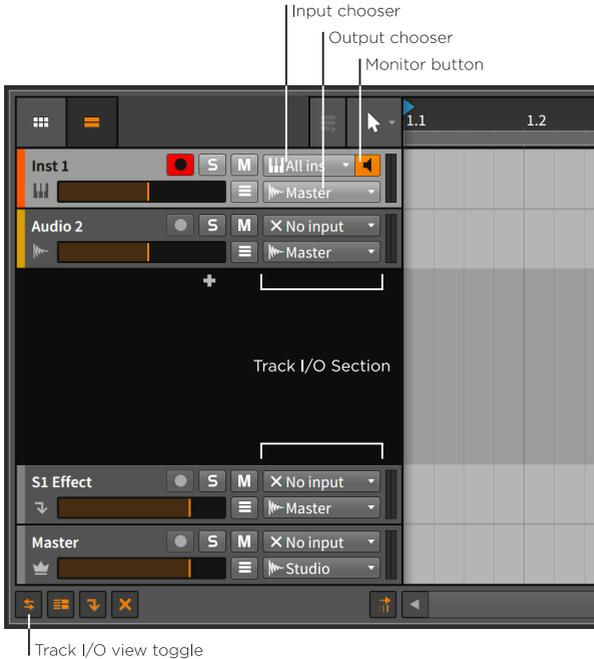 Input chooser
Output chooser
Monitor button
1.1
1.2
Inst 1
S
M
All ins
Master
Audio 2
S
M
No input
Master
Track I/O Section
S1 Effect
S
M
No input
Master
Master
S
M
No input
Studio
Track I/O view toggle